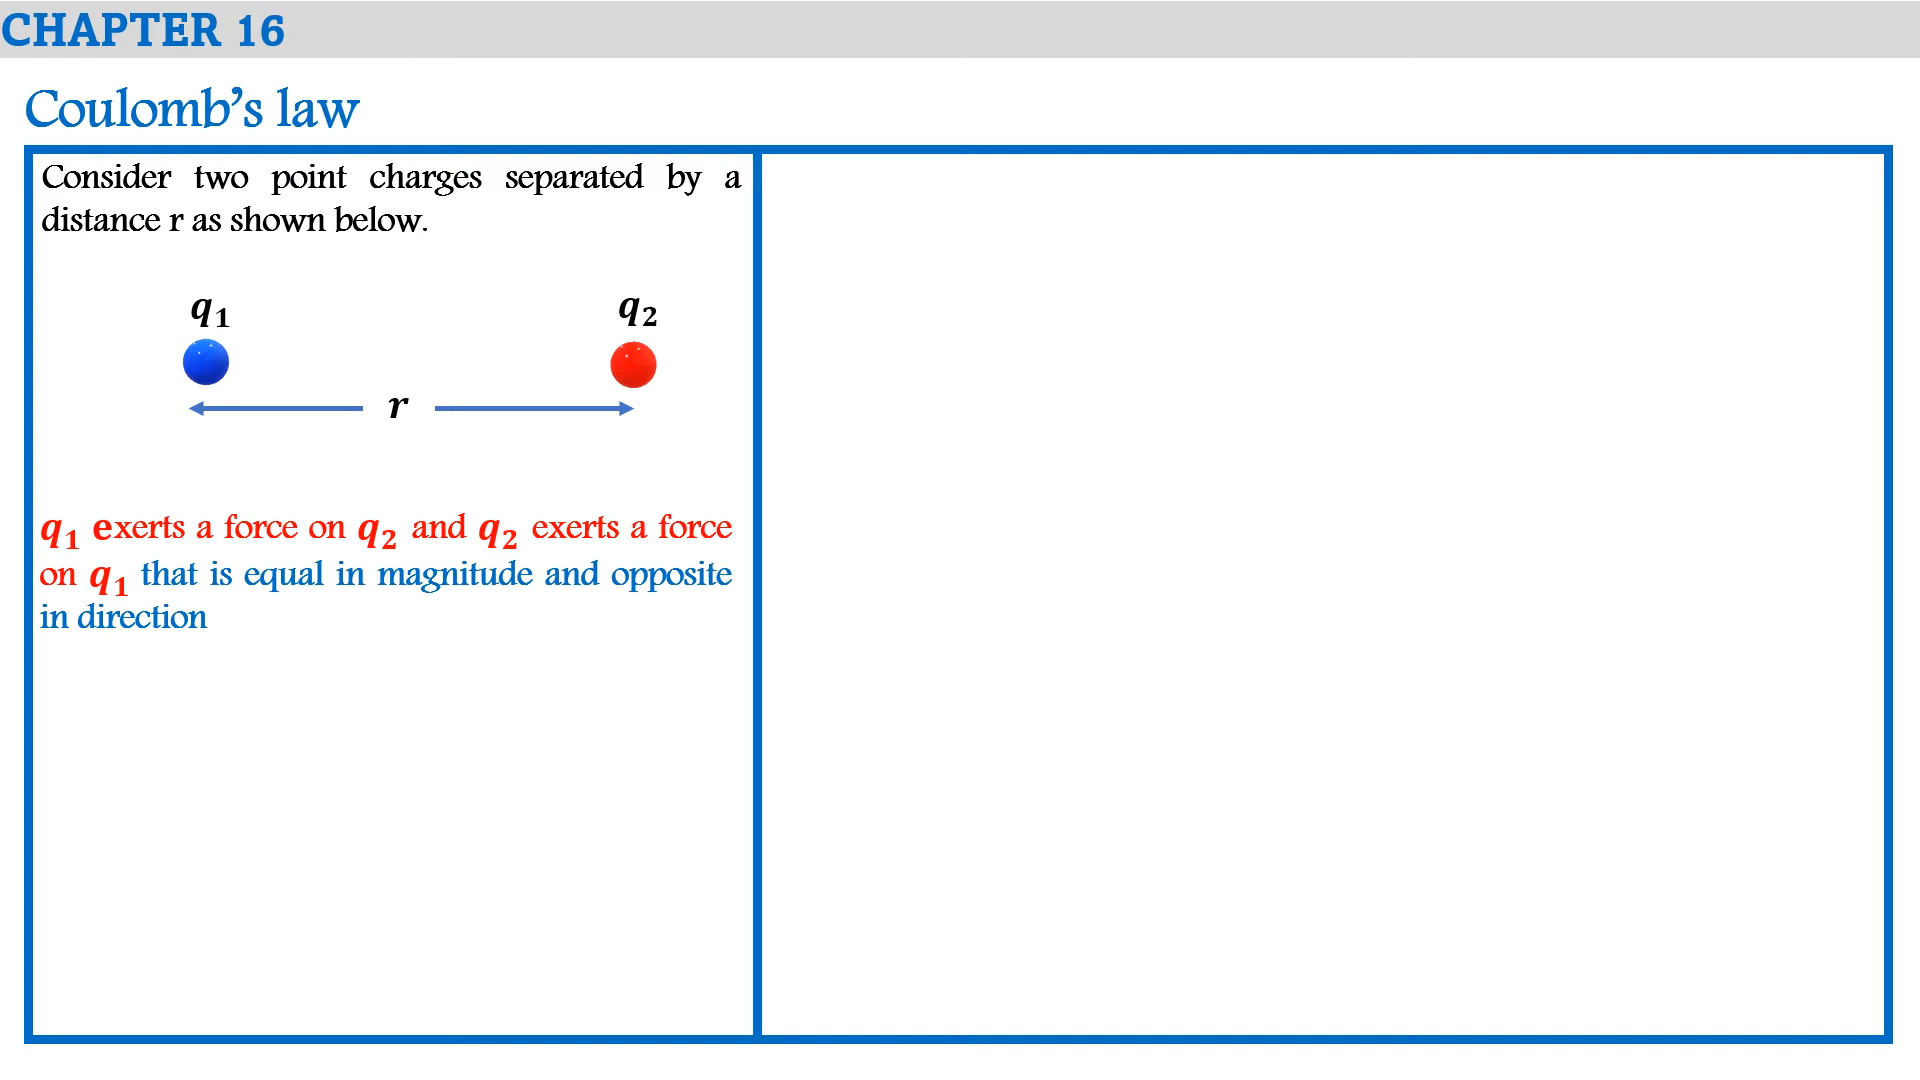 CHAPTER 16
Coulomb's law
Consider two point charges separated by a
distance r as shown below.
q₁ q₂
r
q₁ exerts a force on q₂ and q₂ exerts a force
on q₁ that is equal in magnitude and opposite
in direction